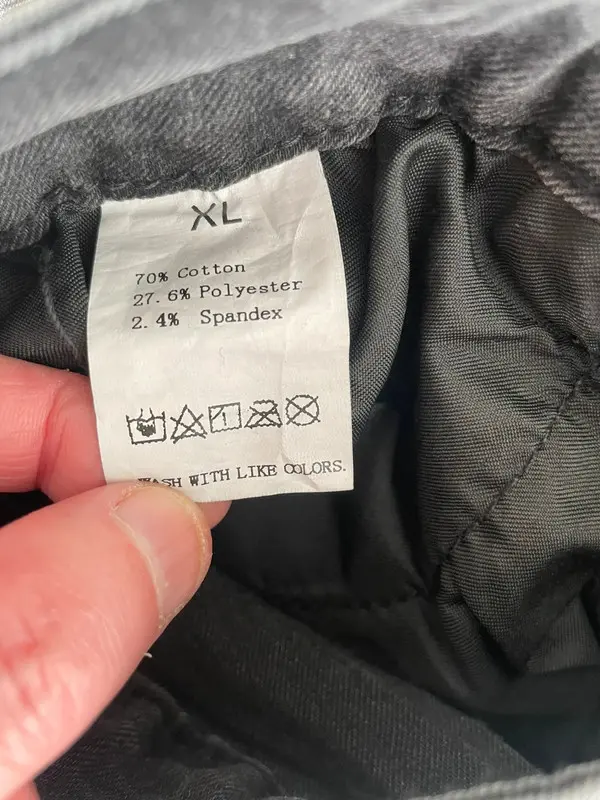 XL
70% Cotton
27.6% Polyester
2.4% Spandex
WASH WITH LIKE COLORS.